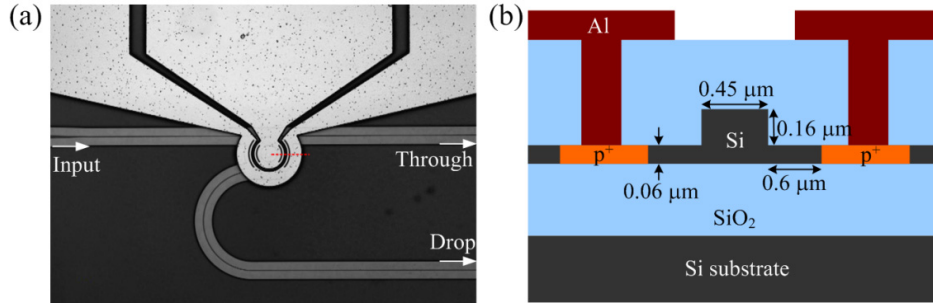 (a)
Input
Through
Drop
(b)
Al
0.45 μm
Si
0.16 μm
p⁺
p⁺
0.06 μm
0.6 μm
SiO₂
Si substrate